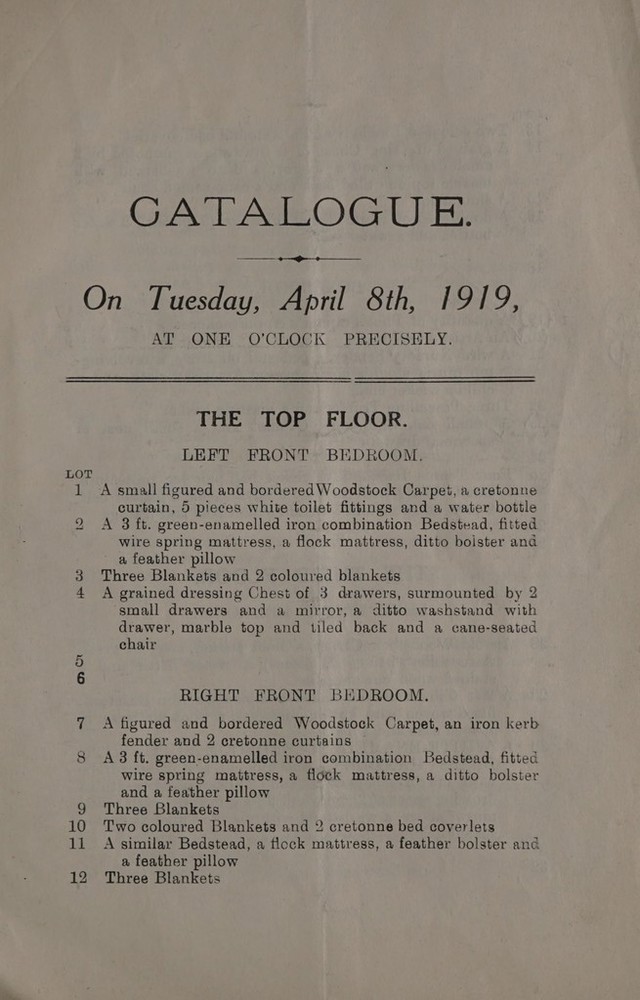 CATALOGUE.
On Tuesday, April 8th, 1919,
AT ONE O'CLOCK PRECISELY.
THE TOP FLOOR.
LEFT FRONT BEDROOM.
LOT
1 A small figured and bordered Woodstock Carpet, a cretonne
curtain, 5 pieces white toilet fittings and a water bottle
2 A 3 ft. green-enamelled iron combination Bedstead, fitted
wire spring mattress, a flock mattress, ditto bolster and
a feather pillow
3 Three Blankets and 2 coloured blankets
4 A grained dressing Chest of 3 drawers, surmounted by 2
small drawers and a mirror, a ditto washstand with
drawer, marble top and tiled back and a cane-seated
chair
5
6
RIGHT FRONT BEDROOM.
7 A figured and bordered Woodstock Carpet, an iron kerb
fender and 2 cretonne curtains
8 A 3 ft. green-enamelled iron combination Bedstead, fitted
wire spring mattress, a flock mattress, a ditto bolster
and a feather pillow
9 Three Blankets
10 Two coloured Blankets and 2 cretonne bed coverlets
11 A similar Bedstead, a flock mattress, a feather bolster and
a feather pillow
12 Three Blankets